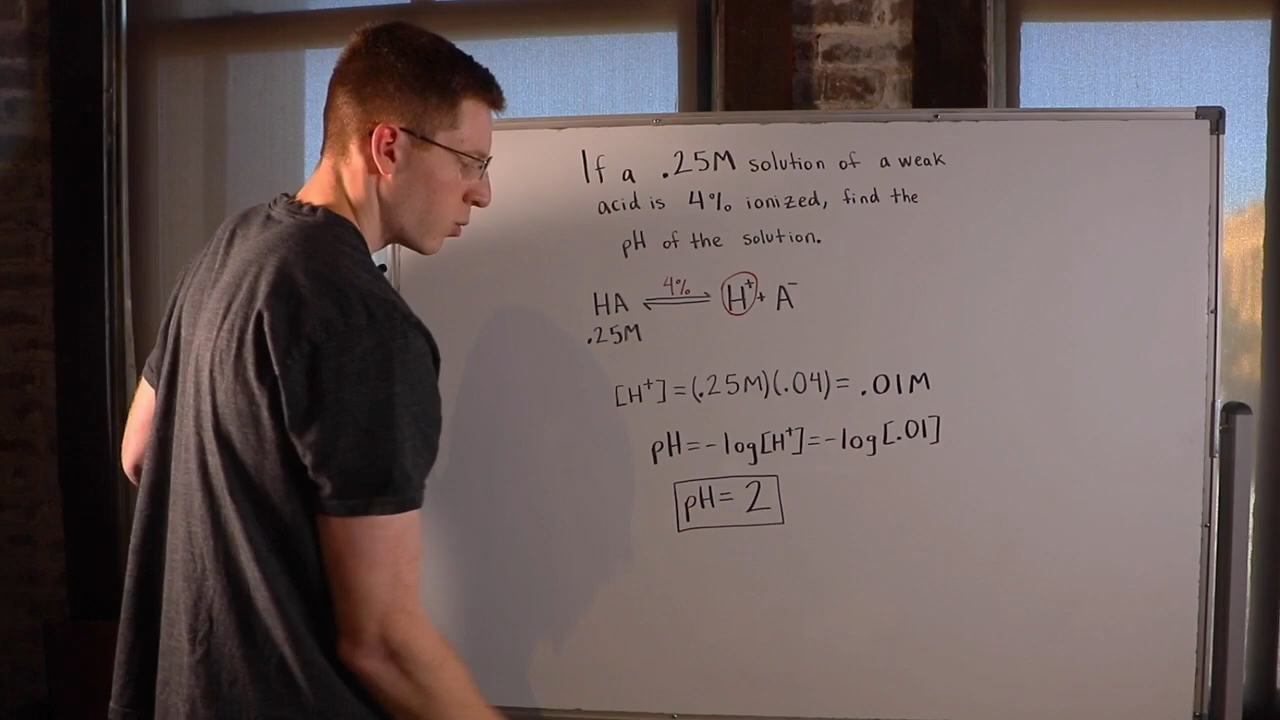 If a .25M solution of a weak
acid is 4% ionized, find the
pH of the solution.
4%
HA ⇌ H⁺ + A⁻
.25M
[H⁺] = (.25M)(.04) = .01M
pH = -log[H⁺] = -log[.01]
pH = 2